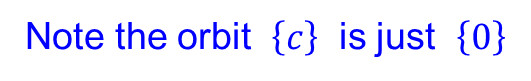 Note the orbit {c} is just {0}